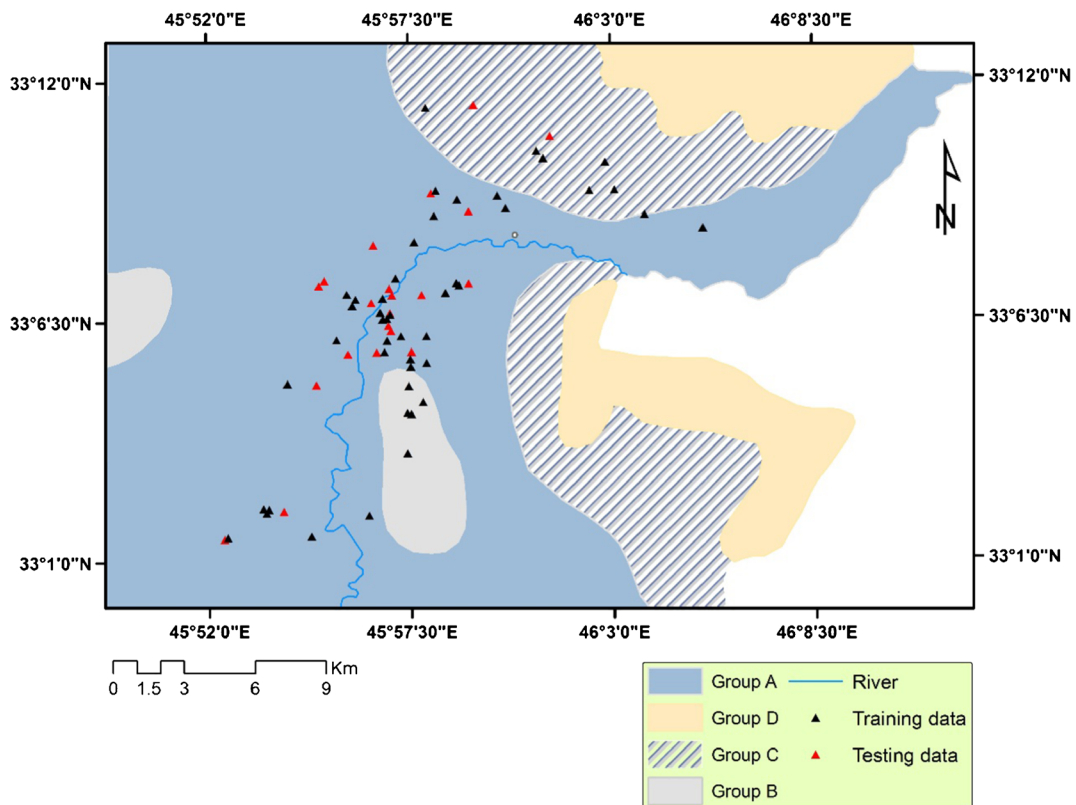 45°52'0"E 45°57'30"E 46°3'0"E 46°8'30"E
33°12'0"N 33°12'0"N
N
33°6'30"N 33°6'30"N
33°1'0"N 33°1'0"N
45°52'0"E 45°57'30"E 46°3'0"E 46°8'30"E
Km
0 1.5 3 6 9
Group A River
Group D Training data
Group C Testing data
Group B